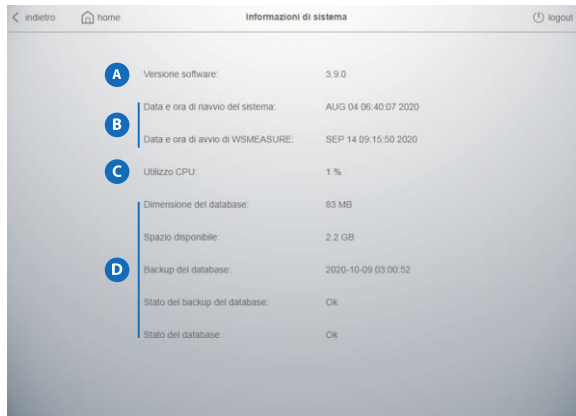 indietro home Informazioni di sistema logout
A Versione software: 3.9.0
Data e ora di riavvio del sistema: AUG 04 06:40:07 2020
B
Data e ora di avvio di WSMEASURE: SEP 14 09:15:50 2020
C Utilizzo CPU: 1 %
Dimensione del database: 83 MB
Spazio disponibile: 2.2 GB
D Backup del database: 2020-10-09 03:00:52
Stato del backup del database: Ok
Stato del database: Ok